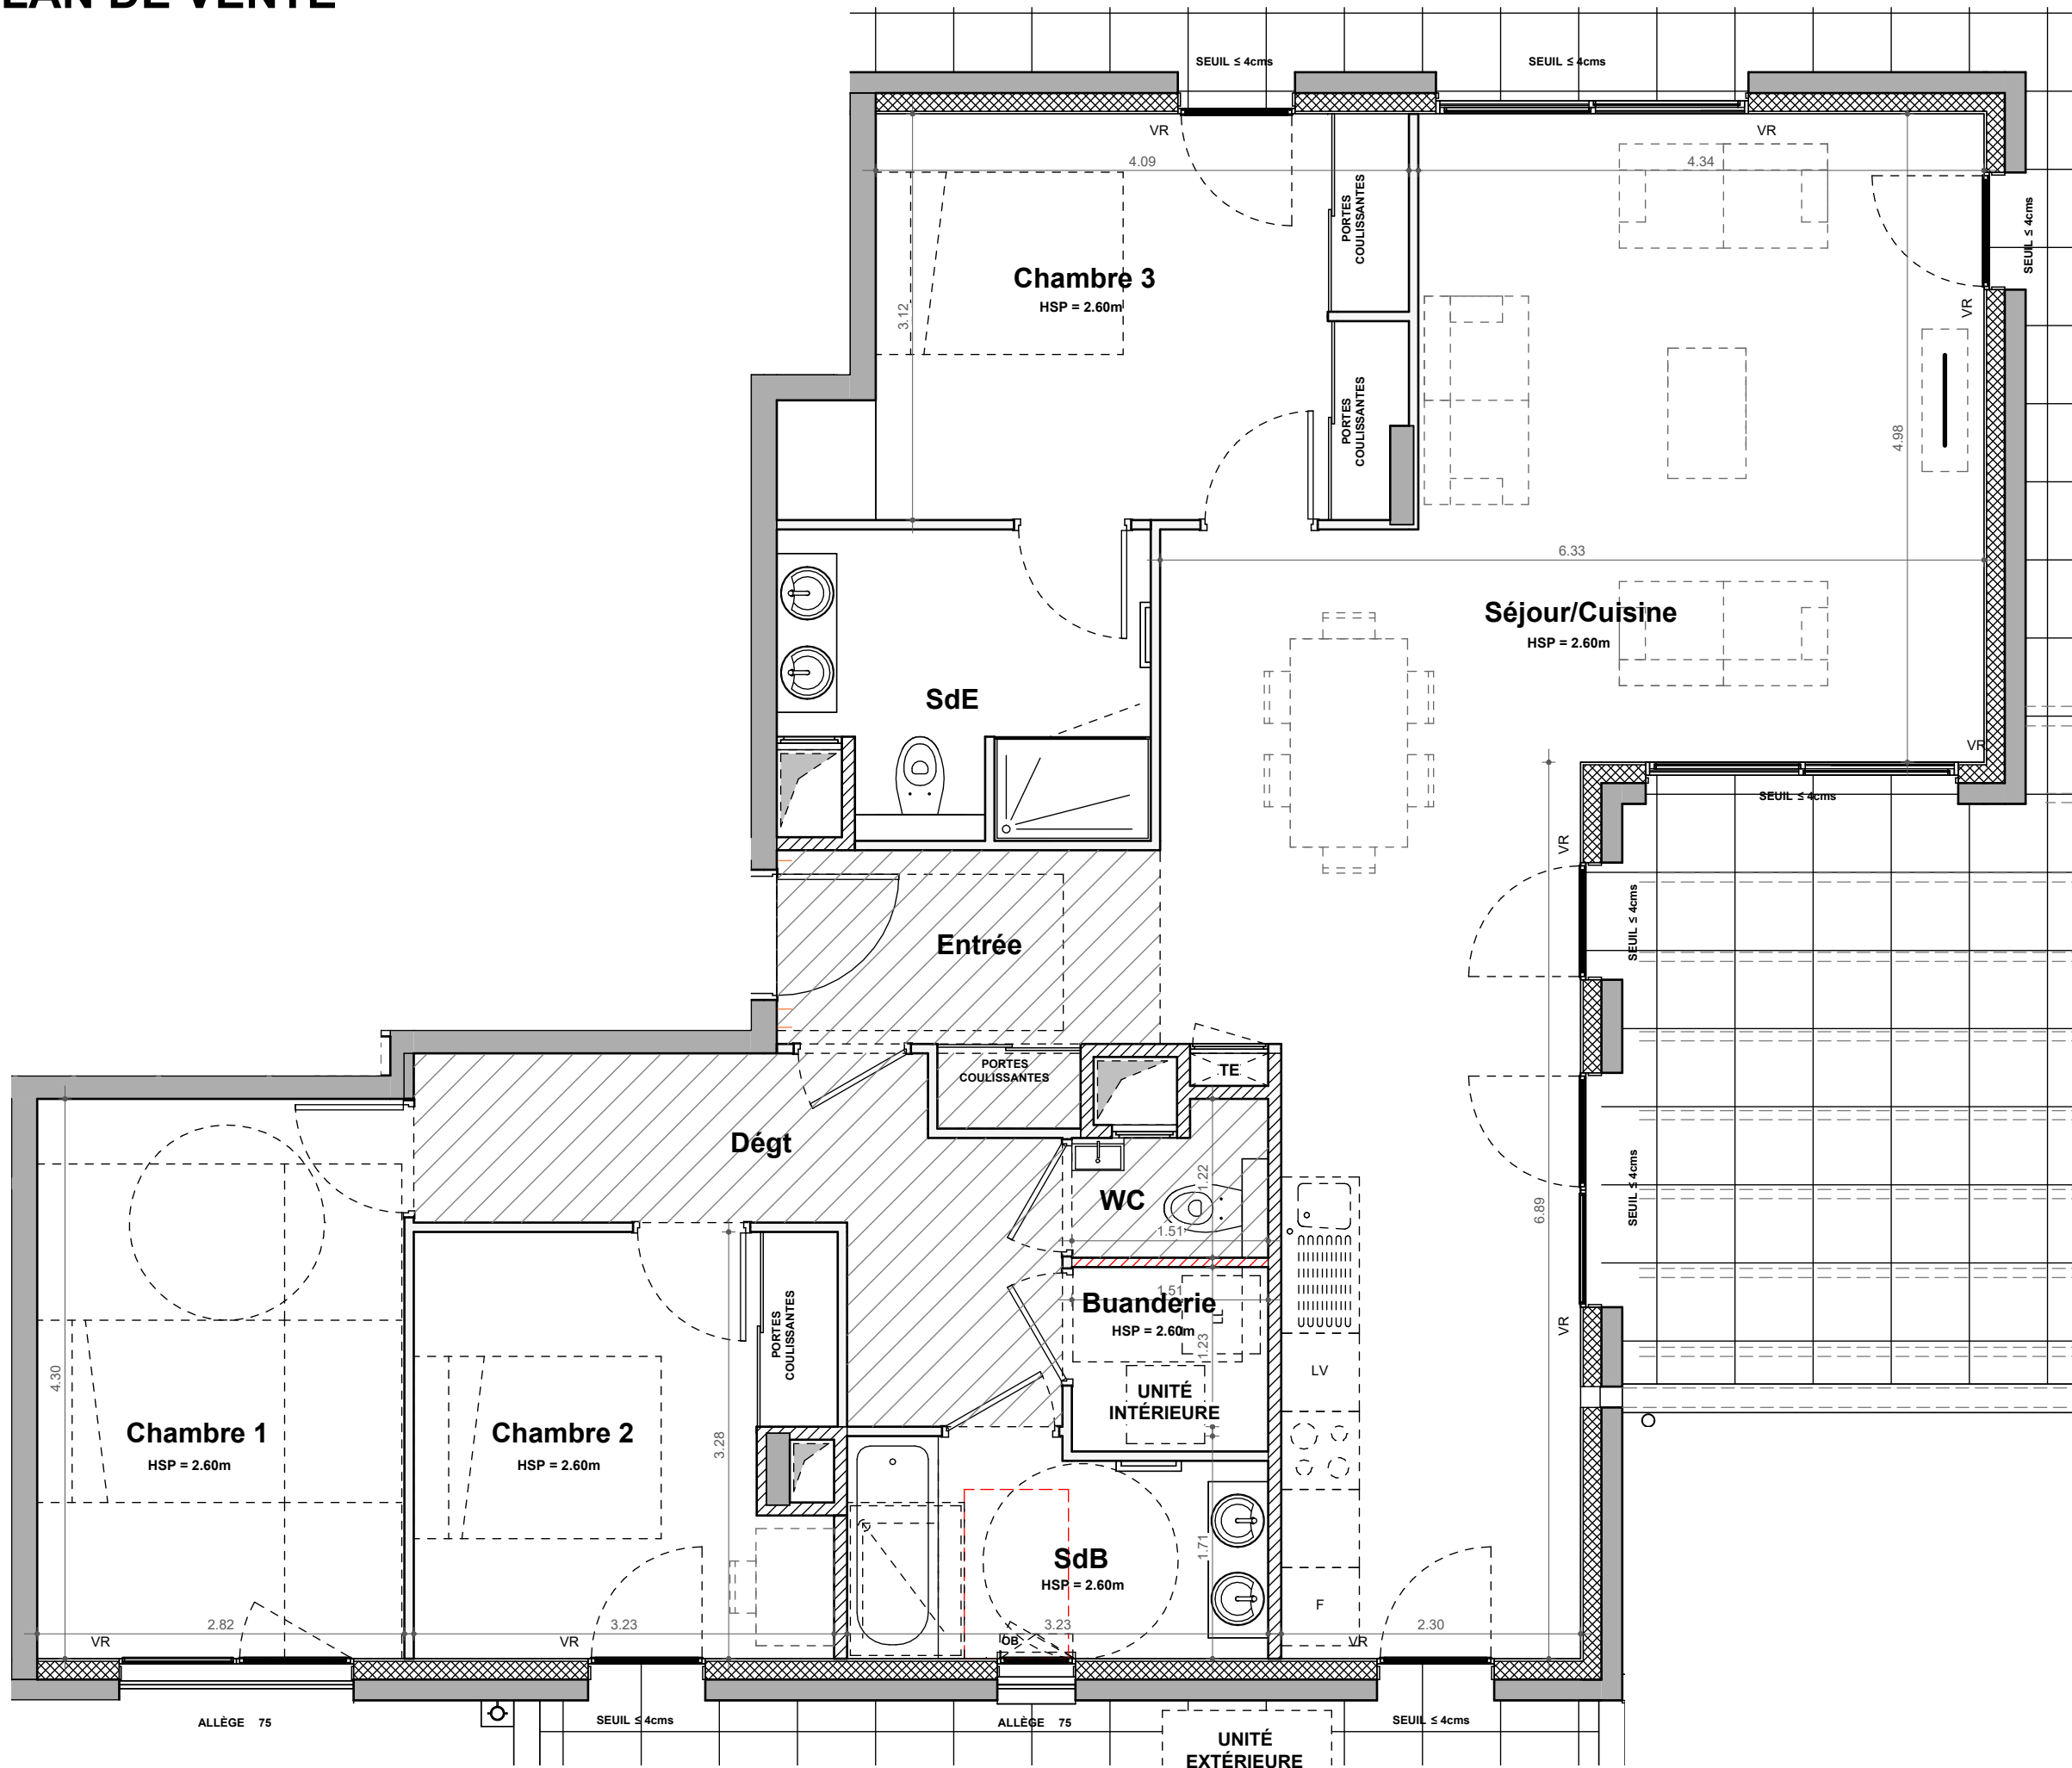 LAN DE VENTE
SEUIL ≤ 4cms
SEUIL ≤ 4cms
VR
VR
4.09
4.34
PORTES
COULISSANTES
SEUIL ≤ 4cms
Chambre 3
HSP = 2.60m
3.12
VR
PORTES
COULISSANTES
4.98
6.33
Séjour/Cuisine
HSP = 2.60m
SdE
VR
SEUIL ≤ 4cms
VR
SEUIL ≤ 4cms
Entrée
PORTES
COULISSANTES
TE
Dégt
WC
1.22
1.51
6.89
SEUIL ≤ 4cms
1.51
Buanderie
HSP = 2.60m
LL
1.23
VR
PORTES
COULISSANTES
LV
UNITÉ
INTÉRIEURE
4.30
Chambre 1
HSP = 2.60m
Chambre 2
HSP = 2.60m
3.28
1.71
SdB
HSP = 2.60m
F
2.82
3.23
3.23
2.30
VR
VR
OB
VR
ALLÈGE 75
SEUIL ≤ 4cms
ALLÈGE 75
SEUIL ≤ 4cms
UNITÉ
EXTÉRIEURE